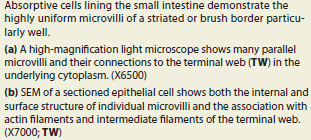 Absorptive cells lining the small intestine demonstrate the
highly uniform microvilli of a striated or brush border particu-
larly well.
(a) A high-magnification light microscope shows many parallel
microvilli and their connections to the terminal web (TW) in the
underlying cytoplasm. (X6500)
(b) SEM of a sectioned epithelial cell shows both the internal and
surface structure of individual microvilli and the association with
actin filaments and intermediate filaments of the terminal web.
(X7000; TW)